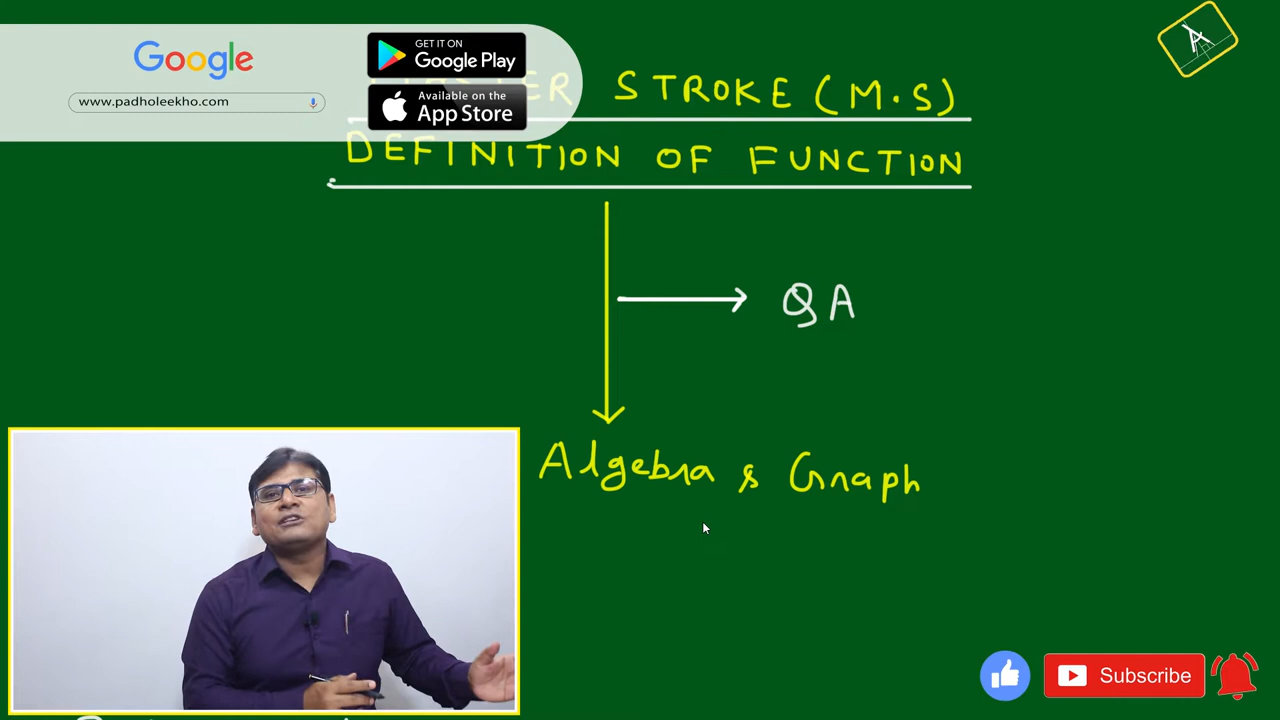 Google
GET IT ON
Google Play
www.padholeekho.com
Available on the
App Store
STROKE (M.S)
DEFINITION OF FUNCTION
QA
Algebra & Graph
Subscribe